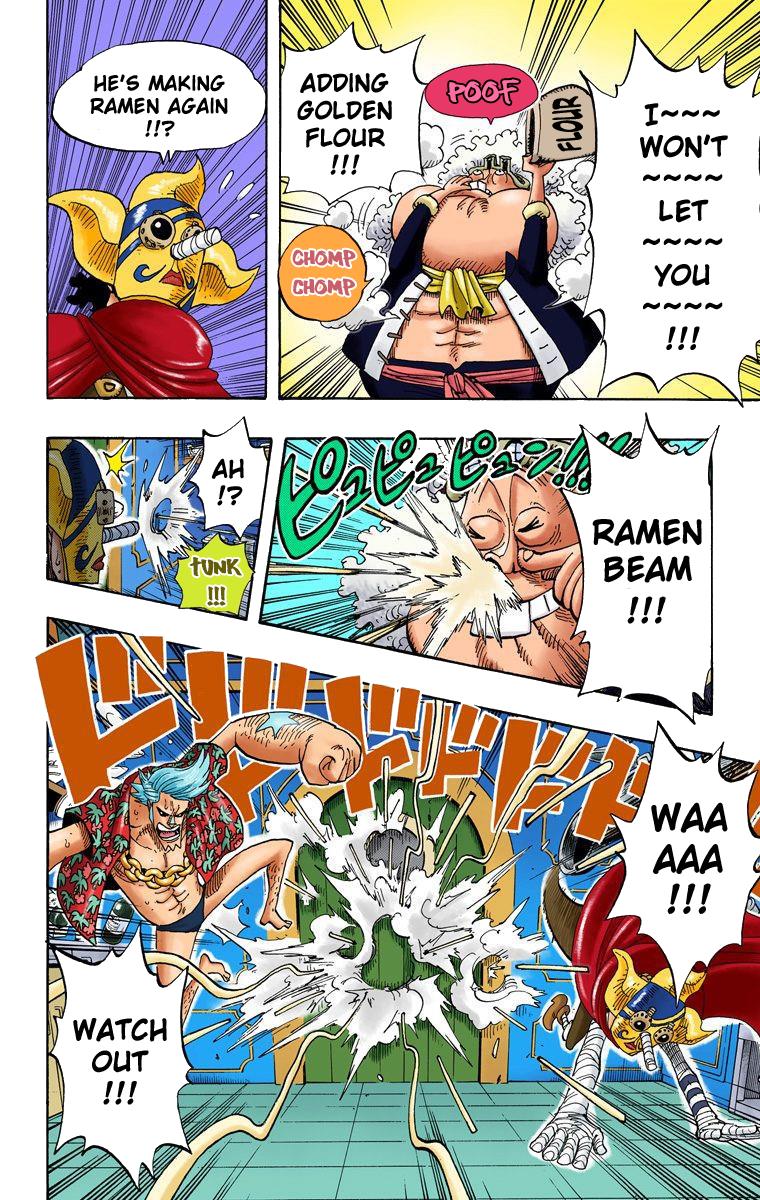 I~~~
WON'T
~~~~
LET
~~~~
YOU
~~~~
!!!
FLOUR
POOF
ADDING
GOLDEN
FLOUR
!!!
CHOMP
CHOMP
HE'S MAKING
RAMEN AGAIN
!!?
RAMEN
BEAM
!!!
ピュピュピュン!!!
AH
!?
TUNK
!!!
WAA
AAA
!!!
ドドドドドド
WATCH
OUT
!!!